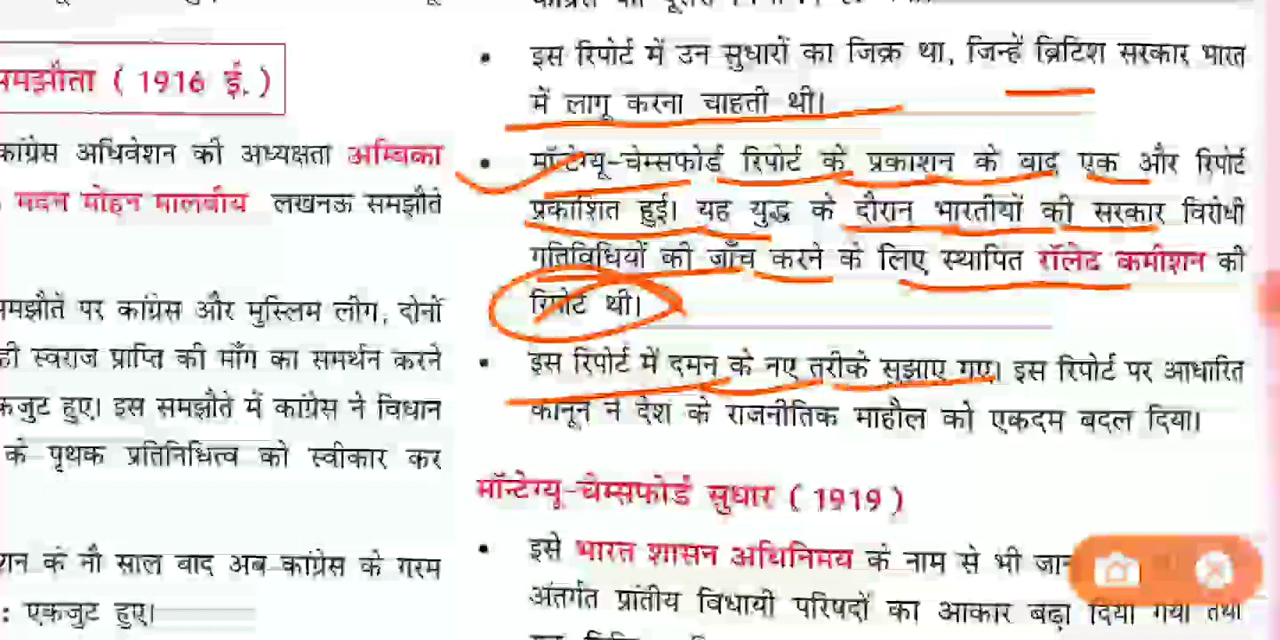 समझौता ( 1916 ई. )
कांग्रेस अधिवेशन की अध्यक्षता अम्बिका
मदन मोहन मालवीय लखनऊ समझौते
समझौते पर कांग्रेस और मुस्लिम लीग, दोनों
ही स्वराज प्राप्ति की माँग का समर्थन करने
एकजुट हुए। इस समझौते में कांग्रेस ने विधान
के पृथक प्रतिनिधित्व को स्वीकार कर
के नौ साल बाद अब कांग्रेस के गरम
: एकजुट हुए।
• इस रिपोर्ट में उन सुधारों का जिक्र था, जिन्हें ब्रिटिश सरकार भारत
में लागू करना चाहती थी।
• मॉण्टेग्यू-चेम्सफोर्ड रिपोर्ट के प्रकाशन के बाद एक और रिपोर्ट
प्रकाशित हुई। यह युद्ध के दौरान भारतीयों की सरकार विरोधी
गतिविधियों की जाँच करने के लिए स्थापित रॉलेट कमीशन की
रिपोर्ट थी।
• इस रिपोर्ट में दमन के नए तरीके सुझाए गए। इस रिपोर्ट पर आधारित
कानून ने देश के राजनीतिक माहौल को एकदम बदल दिया।
मॉन्टेग्यू-चेम्सफोर्ड सुधार ( 1919 )
• इसे भारत शासन अधिनिमय के नाम से भी
अंतर्गत प्रांतीय विधायी परिषदों का आकार बढ़ा दिया गया तथा